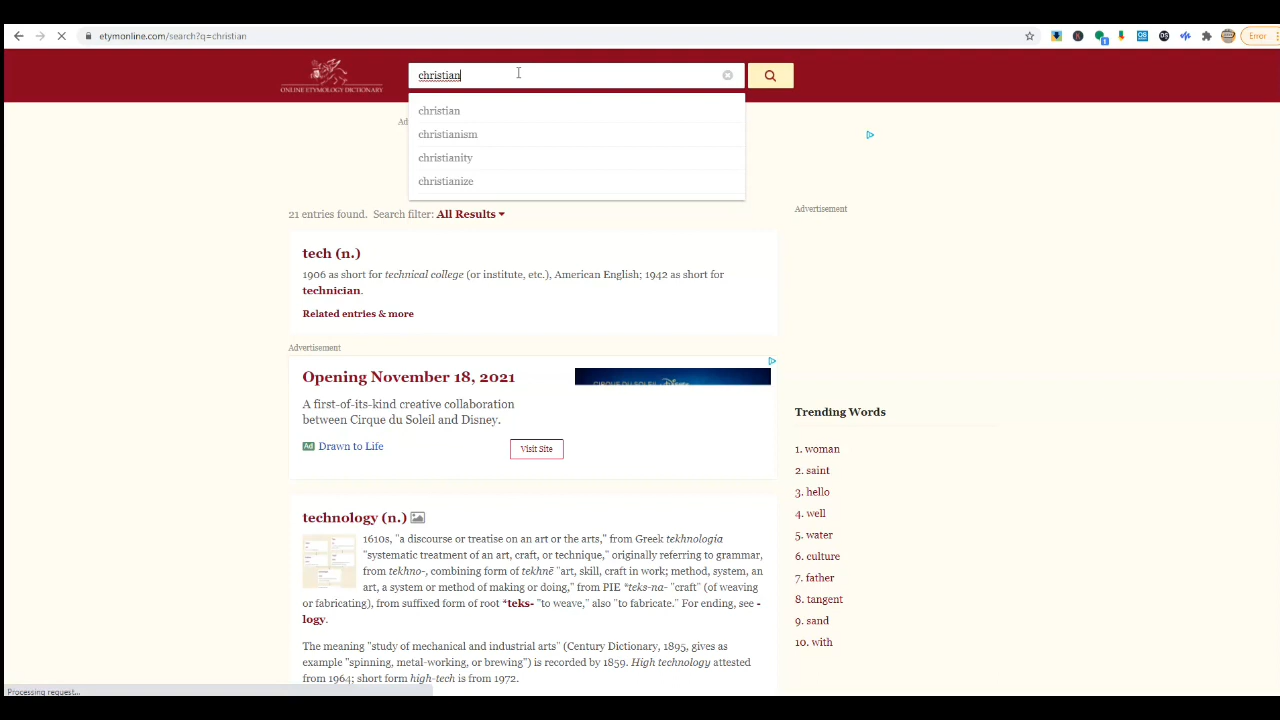 etymonline.com/search?q=christian
Error
ONLINE ETYMOLOGY DICTIONARY
christian
christian
christianism
christianity
christianize
Ad
Advertisement
21 entries found. Search filter: All Results
tech (n.)
1906 as short for technical college (or institute, etc.), American English; 1942 as short for
technician.
Related entries & more
Advertisement
Opening November 18, 2021
CIRQUE DU SOLEIL DISNEY
A first-of-its-kind creative collaboration
between Cirque du Soleil and Disney.
Ad Drawn to Life
Visit Site
technology (n.)
1610s, "a discourse or treatise on an art or the arts," from Greek tekhnologia
"systematic treatment of an art, craft, or technique," originally referring to grammar,
from tekhno-, combining form of tekhnē "art, skill, craft in work; method, system, an
art, a system or method of making or doing," from PIE *teks-na- "craft" (of weaving
or fabricating), from suffixed form of root *teks- "to weave," also "to fabricate." For ending, see -
logy.
The meaning "study of mechanical and industrial arts" (Century Dictionary, 1895, gives as
example "spinning, metal-working, or brewing") is recorded by 1859. High technology attested
from 1964; short form high-tech is from 1972.
Trending Words
1. woman
2. saint
3. hello
4. well
5. water
6. culture
7. father
8. tangent
9. sand
10. with
Processing request...